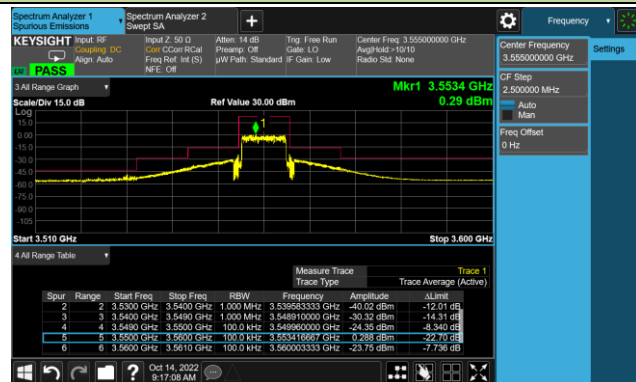 Spectrum Analyzer 1
Spurious Emissions
Spectrum Analyzer 2
Swept SA
Frequency
KEYSIGHT
Input: RF
Coupling: DC
Align: Auto
Input Z: 50 Ω
Corr CCorr RCal
Freq Ref: Int (S)
NFE: Off
Atten: 14 dB
Preamp: Off
µW Path: Standard
Trig: Free Run
Gate: LO
IF Gain: Low
Center Freq: 3.555000000 GHz
Avg|Hold:>10/10
Radio Std: None
PASS
Center Frequency
3.55500000 GHz
Settings
CF Step
2.500000 MHz
Auto
Man
Freq Offset
0 Hz
3 All Range Graph
Mkr1 3.5534 GHz
Scale/Div 15.0 dB
Ref Value 30.00 dBm
0.29 dBm
Log
1
15.0
0.00
-15.0
-30.0
-45.0
-60.0
-75.0
-90.0
-105
Start 3.510 GHz
Stop 3.600 GHz
4 All Range Table
Measure Trace Trace 1
Trace Type Trace Average (Active)
Spur Range Start Freq Stop Freq RBW Frequency Amplitude ΔLimit
2 2 3.5300 GHz 3.5400 GHz 1.000 MHz 3.539583333 GHz -40.02 dBm -12.01 dB
3 3 3.5400 GHz 3.5490 GHz 1.000 MHz 3.548910000 GHz -30.32 dBm -14.31 dB
4 4 3.5490 GHz 3.5500 GHz 100.0 kHz 3.549960000 GHz -24.35 dBm -8.340 dB
5 5 3.5500 GHz 3.5600 GHz 100.0 kHz 3.553416667 GHz 0.288 dBm -22.70 dB
6 6 3.5600 GHz 3.5610 GHz 100.0 kHz 3.560003333 GHz -23.75 dBm -7.736 dB
Oct 14, 2022
9:17:08 AM